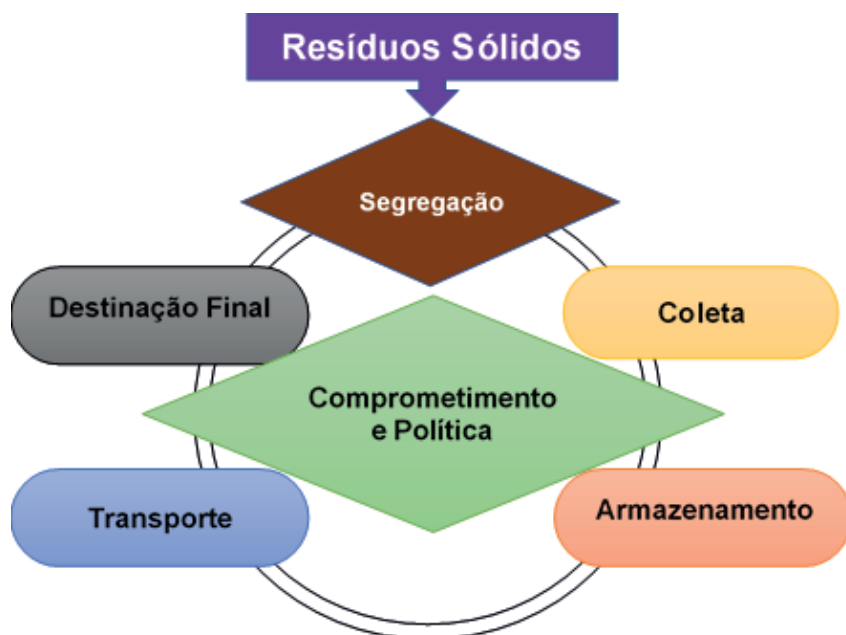 Resíduos Sólidos
Segregação
Destinação Final
Coleta
Comprometimento
e Política
Transporte
Armazenamento